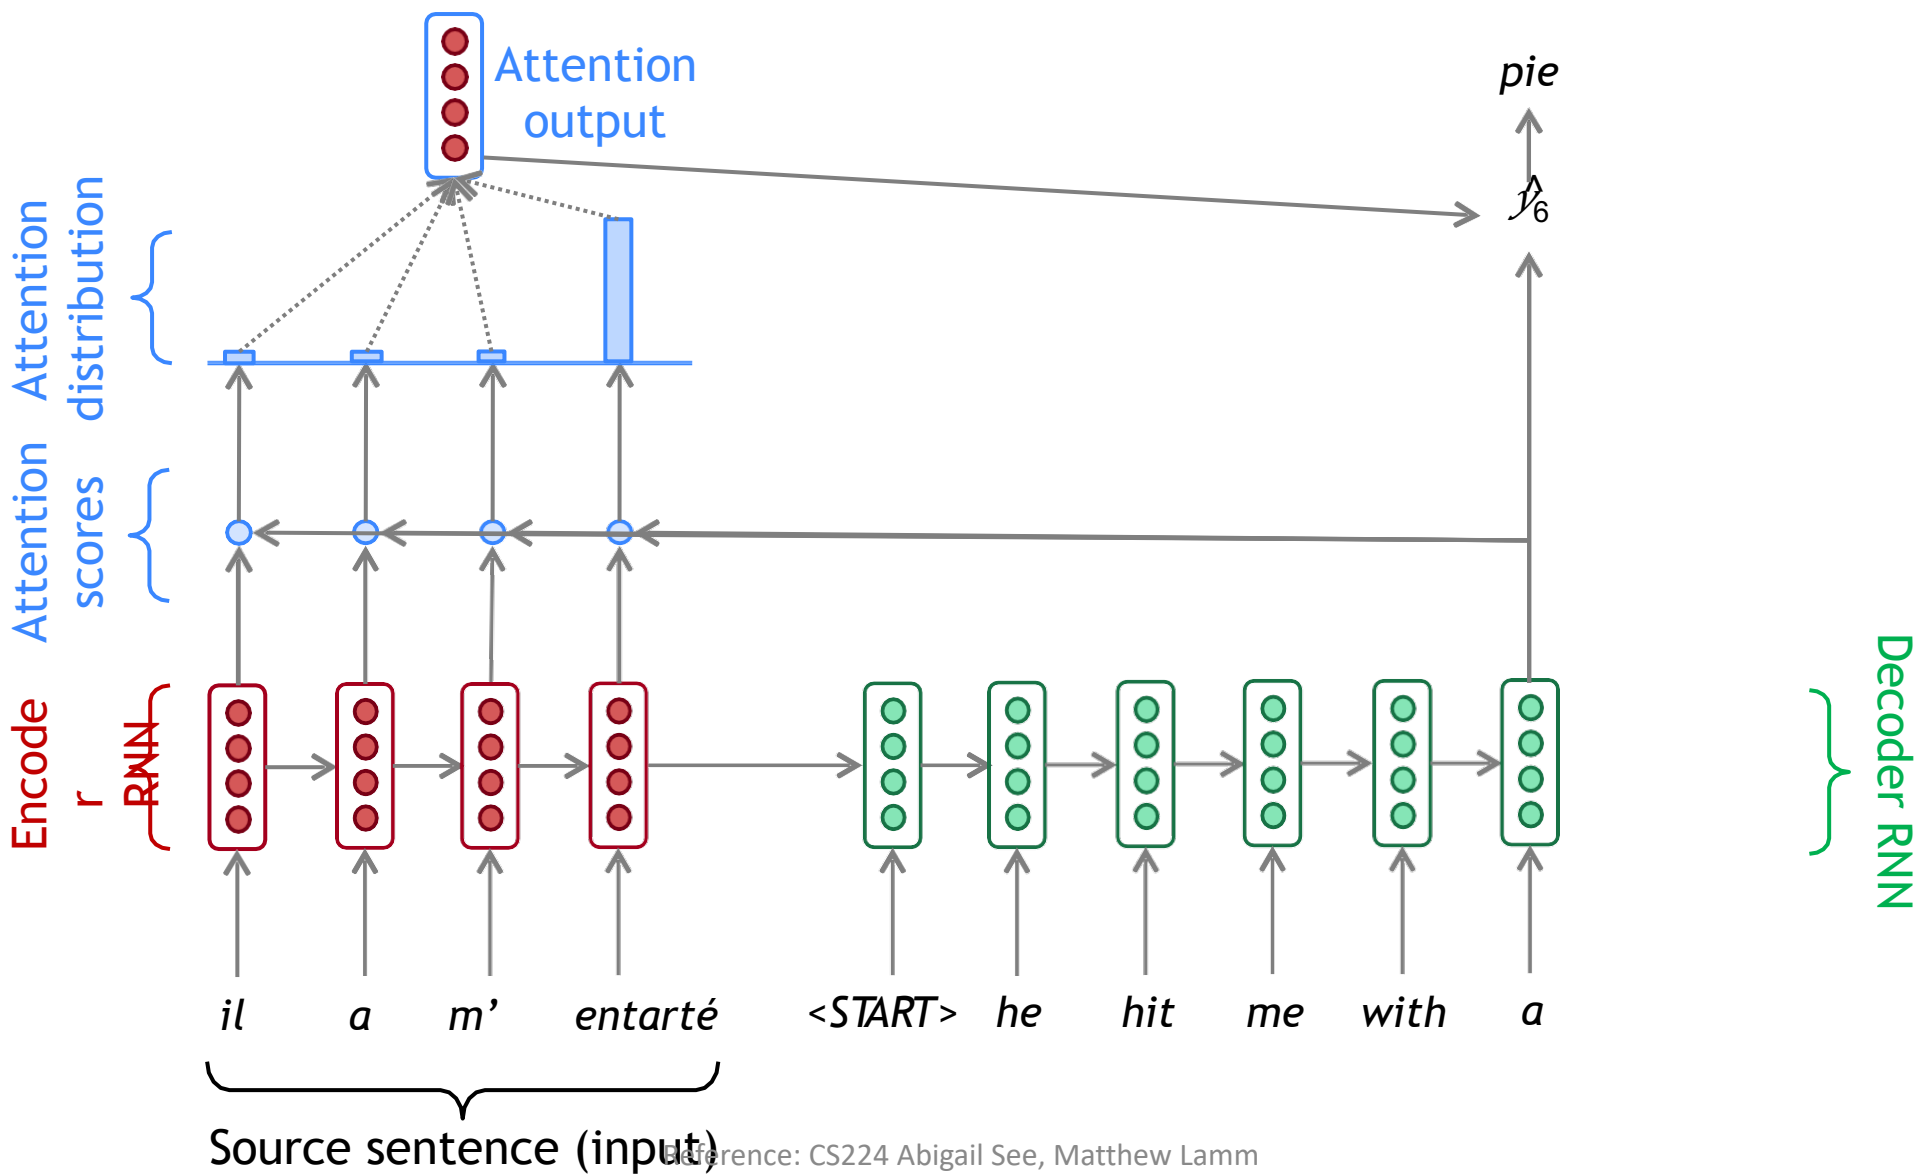 Attention
output
pie
ŷ6
Attention
distribution
Attention
scores
Encode
r
RNN
Decoder RNN
il a m’ entarté <START> he hit me with a
Source sentence (input)
Reference: CS224 Abigail See, Matthew Lamm